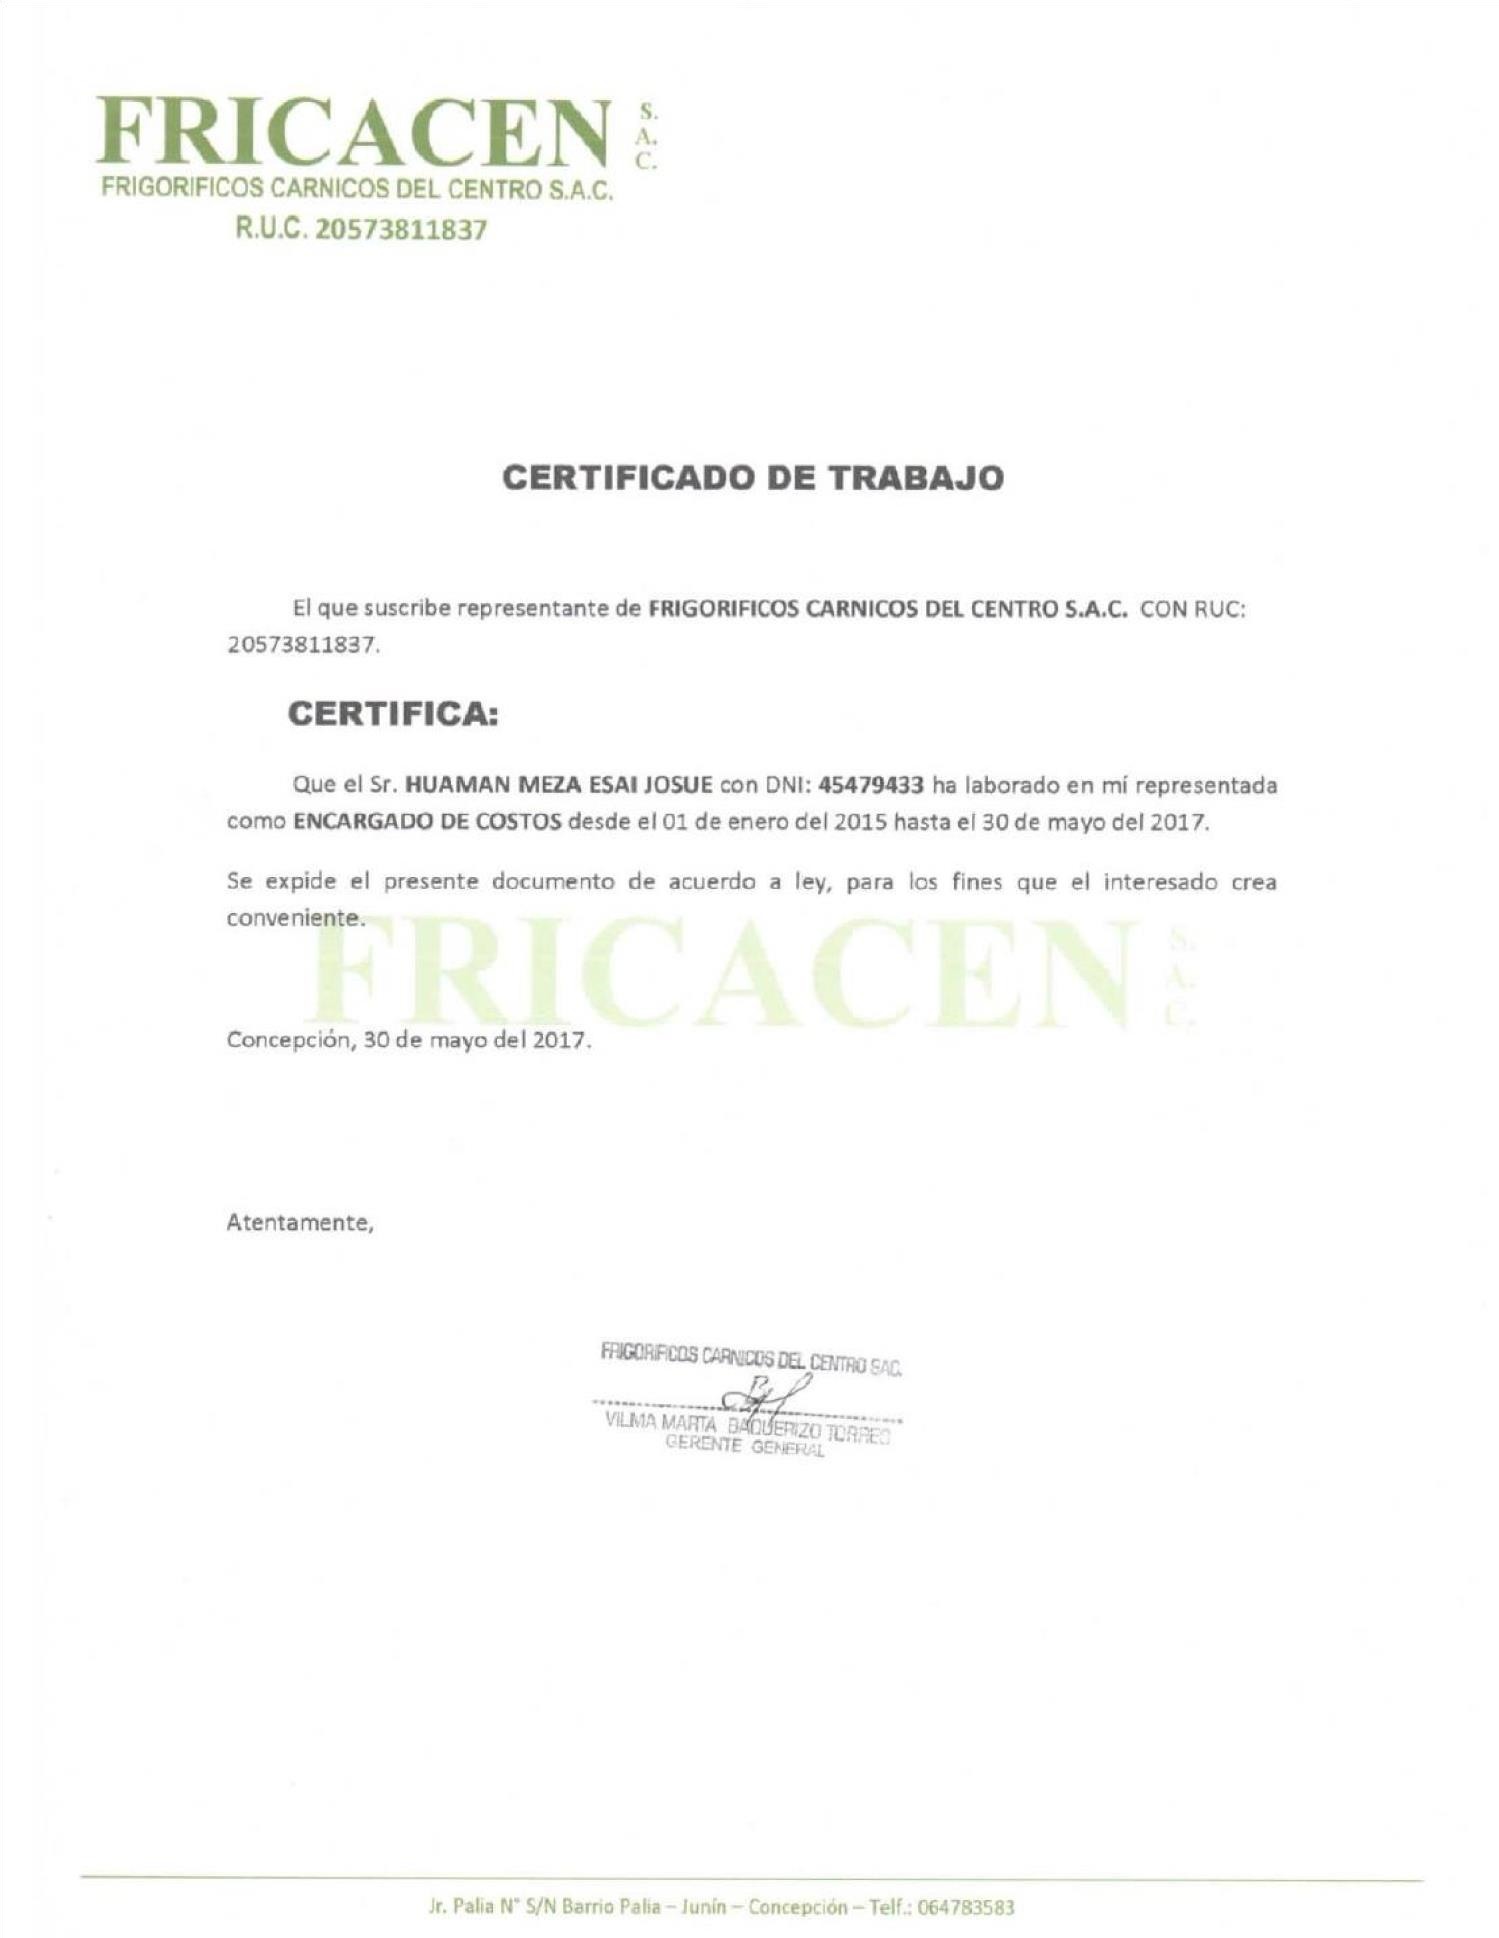 FRICACEN S.A.C.
FRIGORIFICOS CARNICOS DEL CENTRO S.A.C.
R.U.C. 20573811837
CERTIFICADO DE TRABAJO
El que suscribe representante de FRIGORIFICOS CARNICOS DEL CENTRO S.A.C. CON RUC:
20573811837.
CERTIFICA:
Que el Sr. HUAMAN MEZA ESAI JOSUE con DNI: 45479433 ha laborado en mí representada
como ENCARGADO DE COSTOS desde el 01 de enero del 2015 hasta el 30 de mayo del 2017.
Se expide el presente documento de acuerdo a ley, para los fines que el interesado crea
conveniente.
FRICACEN S.A.C.
Concepción, 30 de mayo del 2017.
Atentamente,
FRIGORIFICOS CARNICOS DEL CENTRO SAC.
VILMA MARTA BAQUERIZO TORRES
GERENTE GENERAL
Jr. Palia N° S/N Barrio Palia – Junín – Concepción – Telf.: 064783583